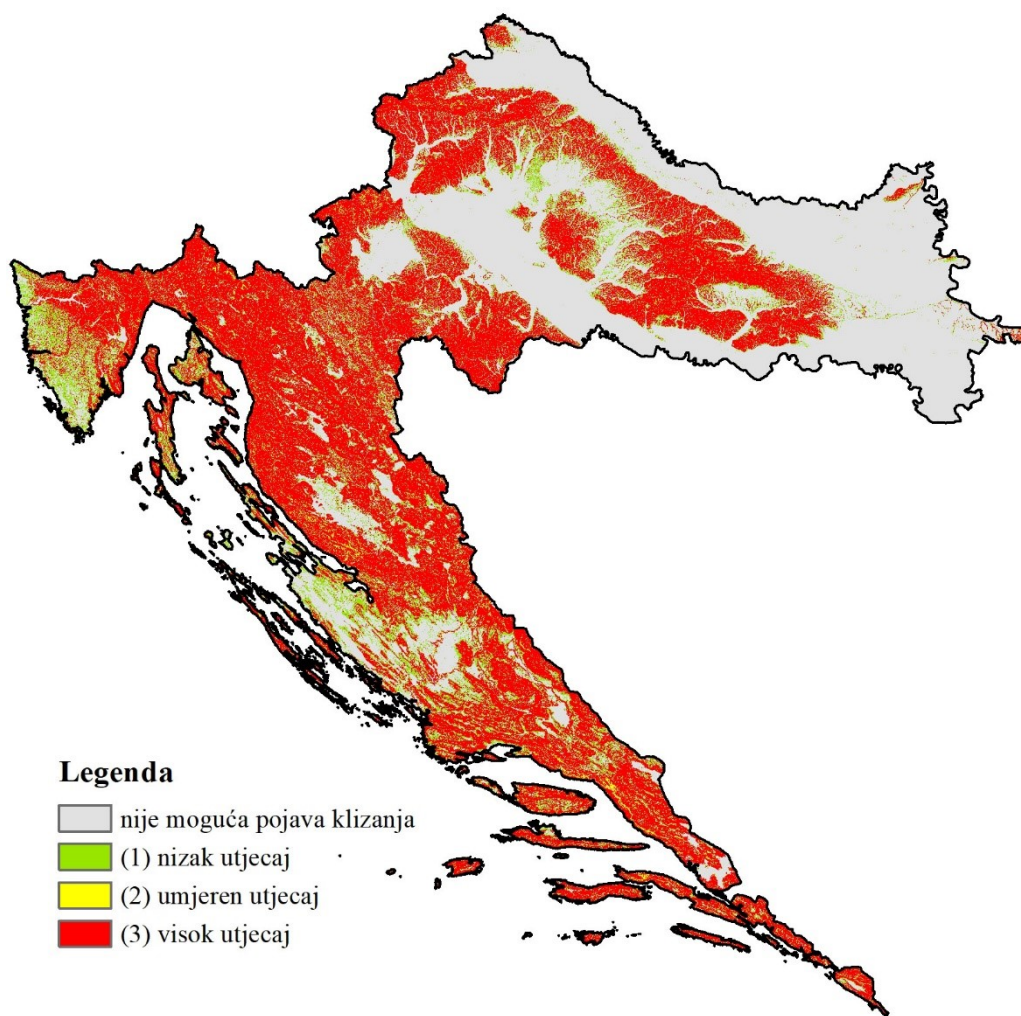 Legenda
nije moguća pojava klizanja
(1) nizak utjecaj
(2) umjeren utjecaj
(3) visok utjecaj